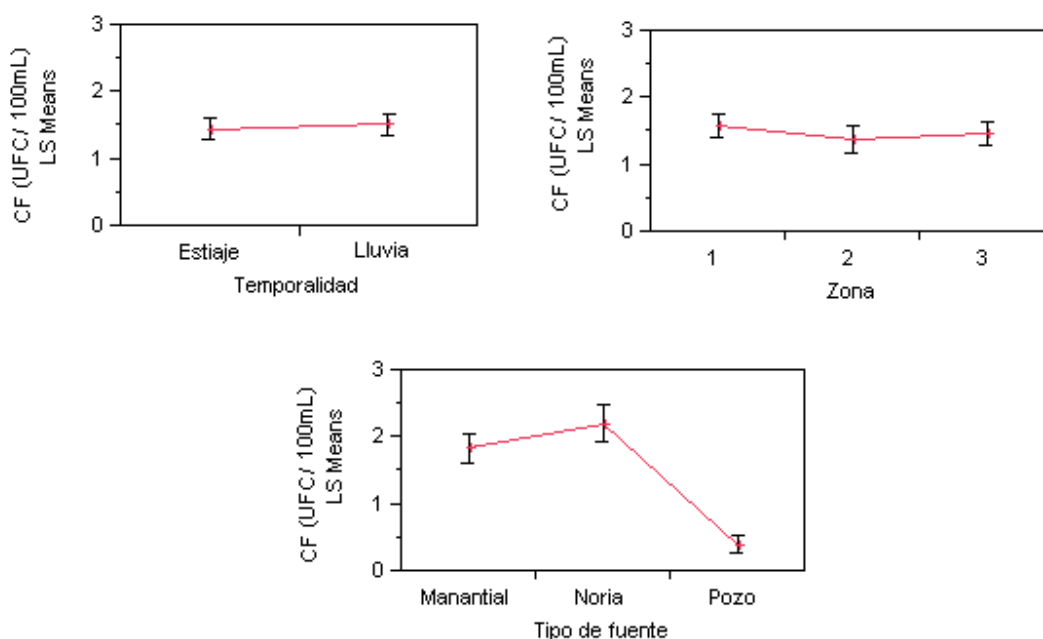 CF (UFC/ 100mL)
LS Means
3
2
1
0
Estiaje Lluvia
Temporalidad
CF (UFC/ 100mL)
LS Means
3
2
1
0
1 2 3
Zona
CF (UFC/ 100mL)
LS Means
3
2
1
0
Manantial Noria Pozo
Tipo de fuente